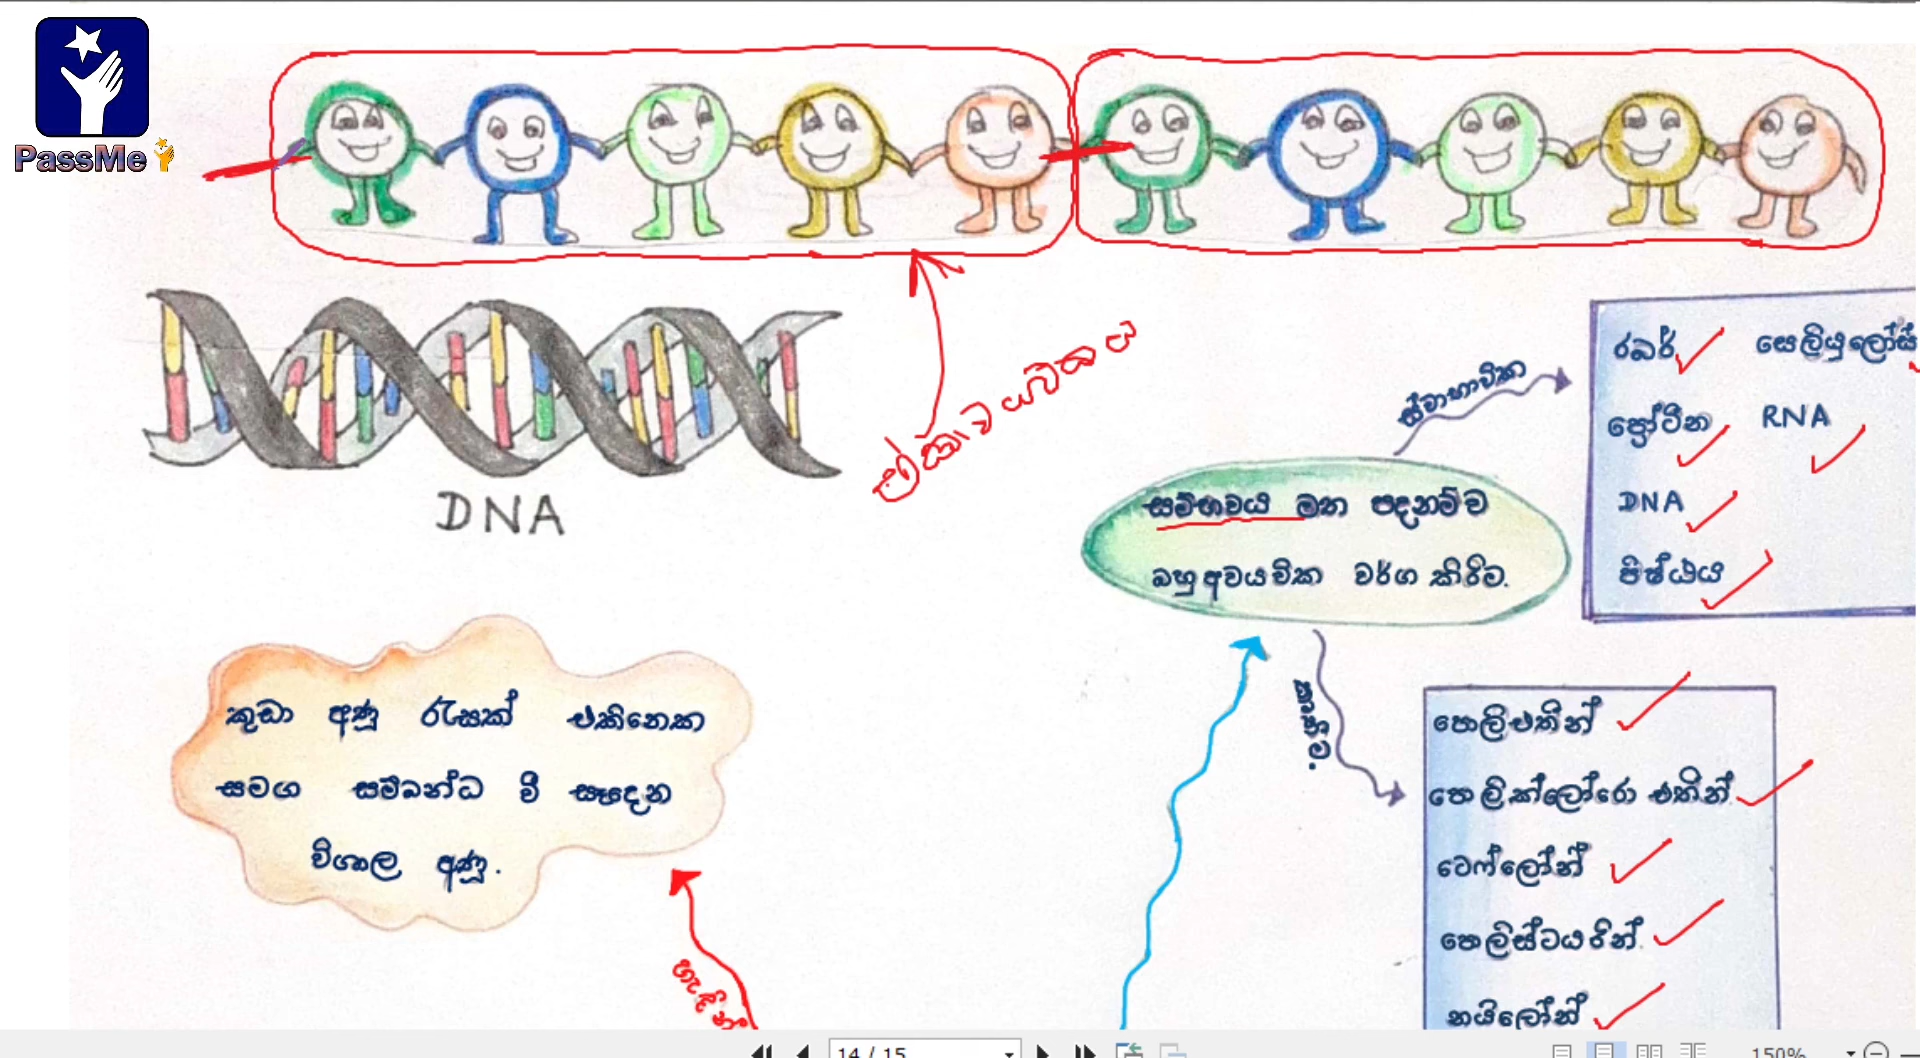 PassMe
ඒකාවයවකය
DNA
ස්වාභාවික
රබර් සෙලියුලෝස්
ප්‍රෝටීන RNA
DNA
පිෂ්ඨය
සම්භවය මත පදනම්ව
බහුඅවයවික වර්ග කිරීම.
කුඩා අණු රැසක් එකිනෙක
සමග සම්බන්ධ වී සෑදෙන
විශාල අණු.
පොලිඑතීන්
පොලික්ලෝරො එතීන්
ටෙෆ්ලෝන්
පොලිස්ටයරින්
නයිලෝන්
14 / 15
150%